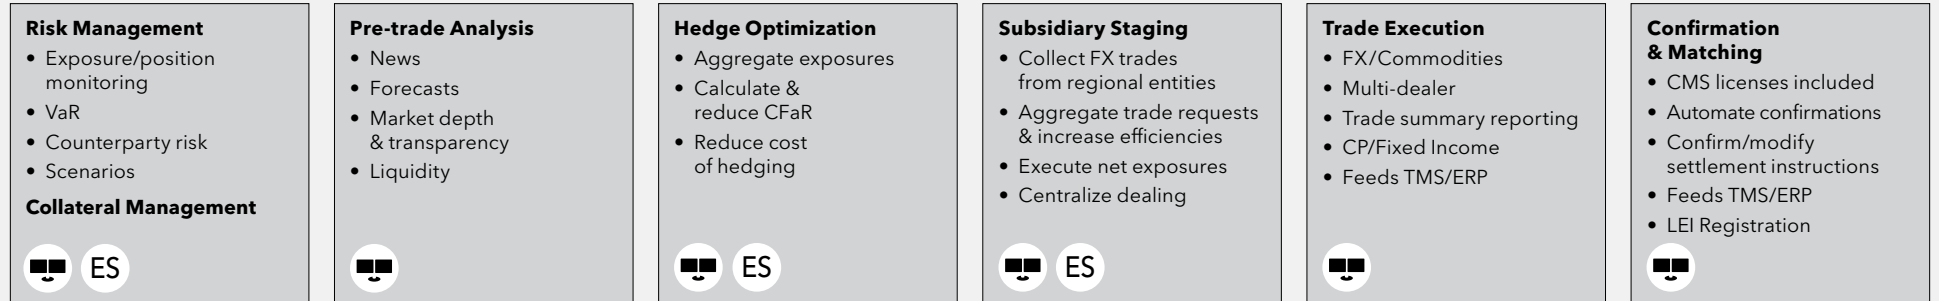 Risk Management
• Exposure/position
monitoring
• VaR
• Counterparty risk
• Scenarios
Collateral Management
ES
Pre-trade Analysis
• News
• Forecasts
• Market depth
& transparency
• Liquidity
Hedge Optimization
• Aggregate exposures
• Calculate &
reduce CFaR
• Reduce cost
of hedging
ES
Subsidiary Staging
• Collect FX trades
from regional entities
• Aggregate trade requests
& increase efficiencies
• Execute net exposures
• Centralize dealing
ES
Trade Execution
• FX/Commodities
• Multi-dealer
• Trade summary reporting
• CP/Fixed Income
• Feeds TMS/ERP
Confirmation
& Matching
• CMS licenses included
• Automate confirmations
• Confirm/modify
settlement instructions
• Feeds TMS/ERP
• LEI Registration